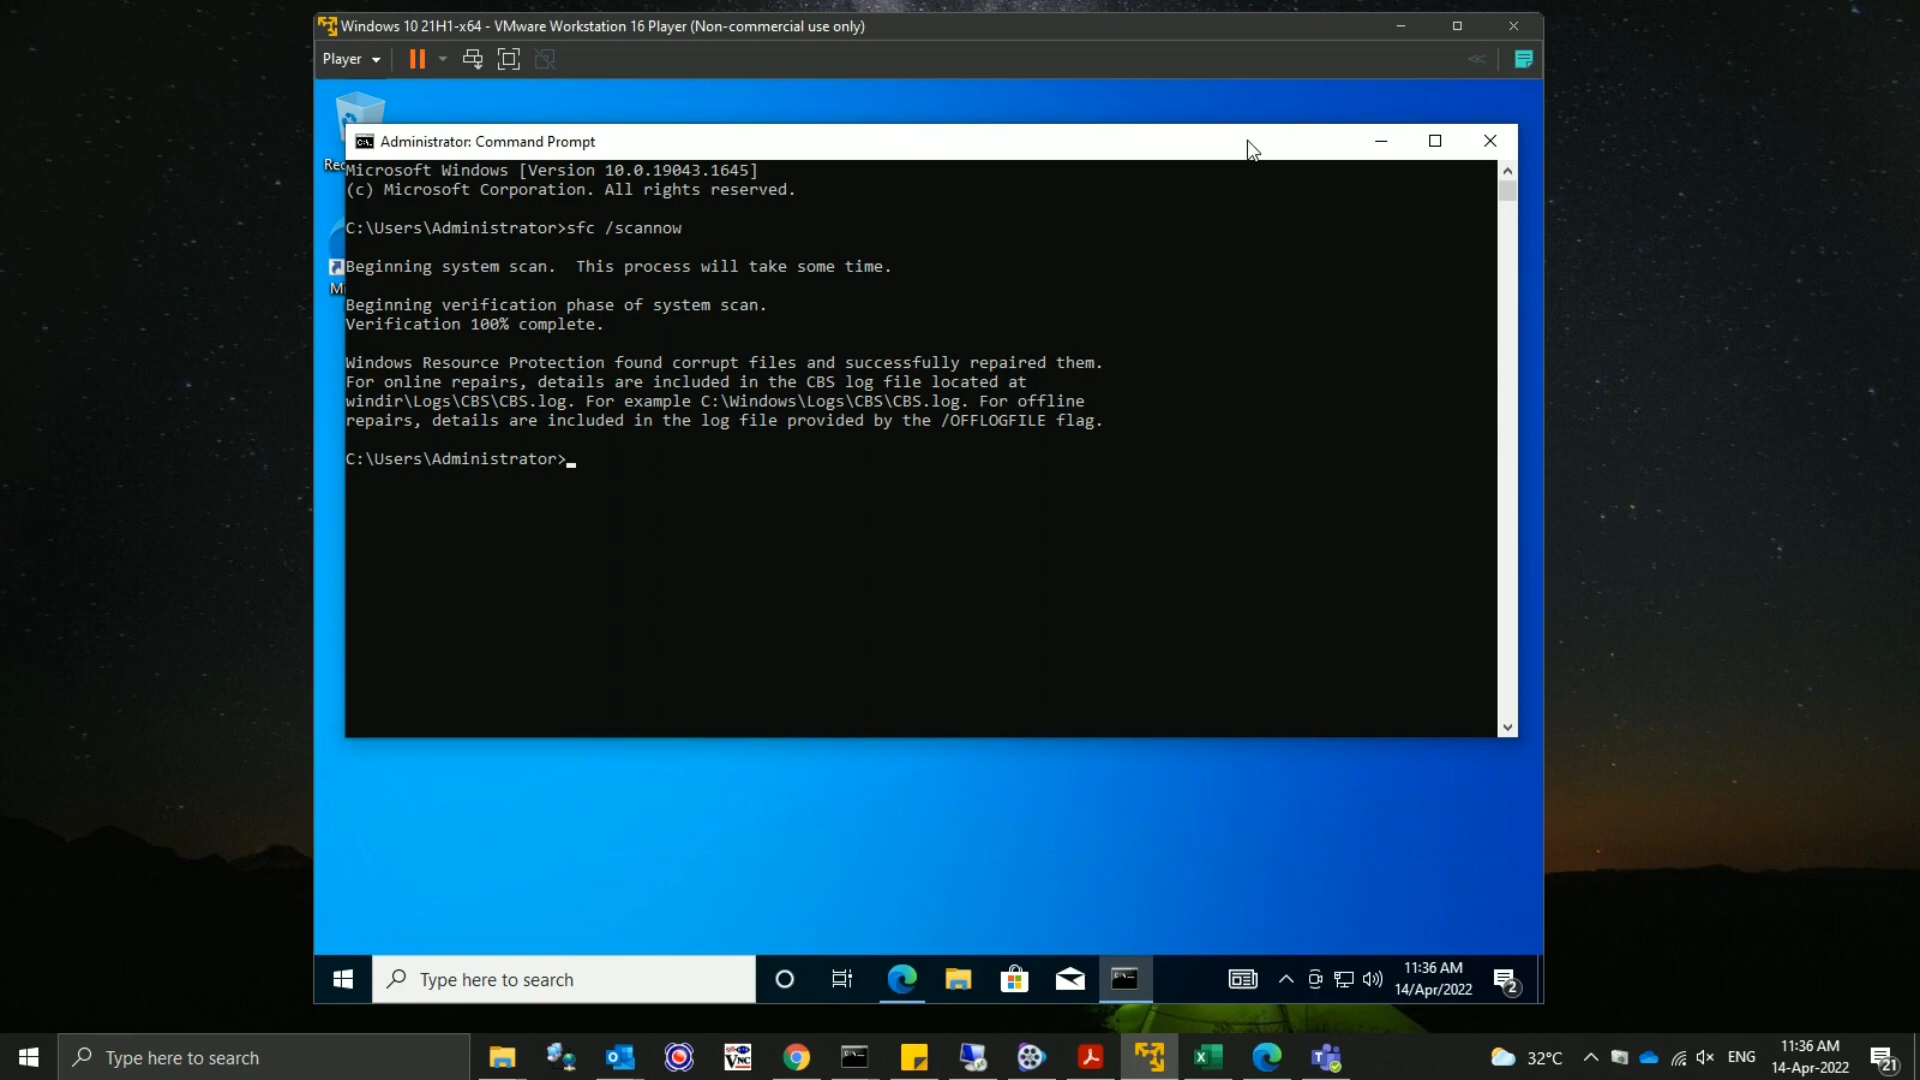 Windows 10 21H1-x64 - VMware Workstation 16 Player (Non-commercial use only)
Player
Administrator: Command Prompt
Microsoft Windows [Version 10.0.19043.1645]
(c) Microsoft Corporation. All rights reserved.
C:\Users\Administrator>sfc /scannow
Beginning system scan.  This process will take some time.
Beginning verification phase of system scan.
Verification 100% complete.
Windows Resource Protection found corrupt files and successfully repaired them.
For online repairs, details are included in the CBS log file located at
windir\Logs\CBS\CBS.log. For example C:\Windows\Logs\CBS\CBS.log. For offline
repairs, details are included in the log file provided by the /OFFLOGFILE flag.
C:\Users\Administrator>_
Rec
Mi
Type here to search
11:36 AM
14/Apr/2022
2
Type here to search
VNC
32°C
ENG
11:36 AM
14-Apr-2022
21